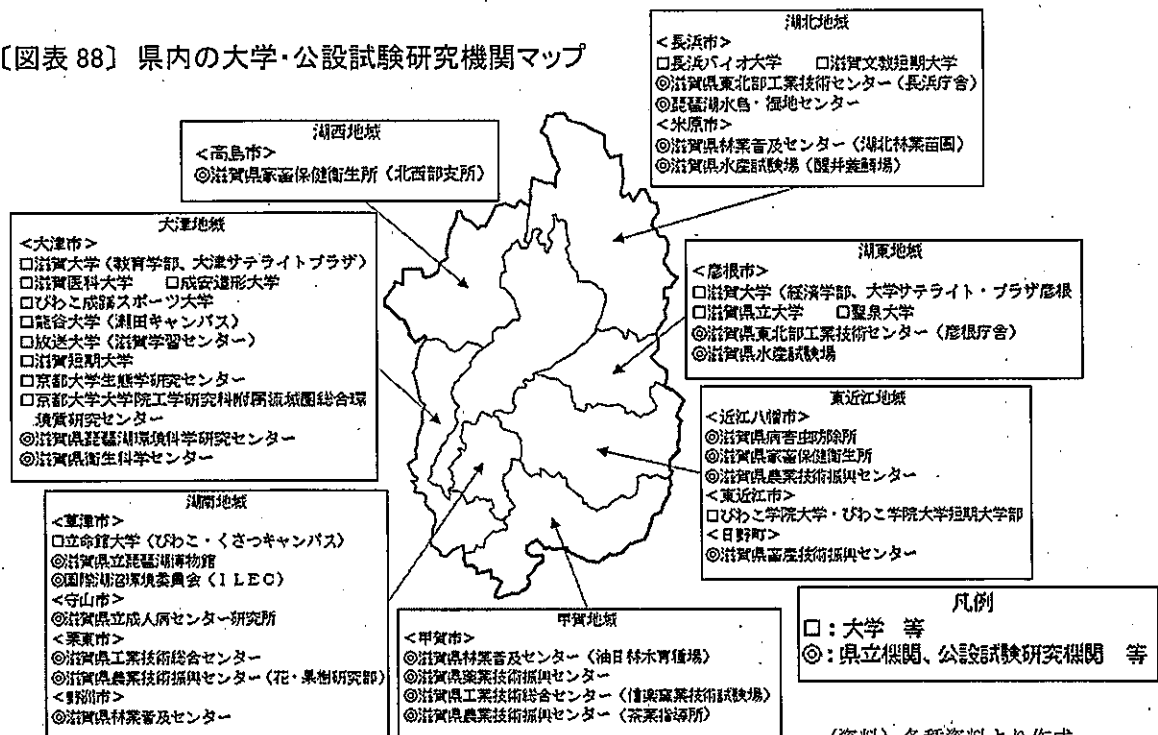 〔図表 88〕 県内の大学・公設試験研究機関マップ
湖北地域
<長浜市>
□長浜バイオ大学　□滋賀文教短期大学
◎滋賀県東北部工業技術センター（長浜庁舎）
◎琵琶湖水鳥・湿地センター
<米原市>
◎滋賀県林業普及センター（湖北林業苗圃）
◎滋賀県水産試験場（醒井養鱒場）
湖西地域
<高島市>
◎滋賀県家畜保健衛生所（北西部支所）
大津地域
<大津市>
□滋賀大学（教育学部、大津サテライトプラザ）
□滋賀医科大学　□成安造形大学
□びわこ成蹊スポーツ大学
□龍谷大学（瀬田キャンパス）
□放送大学（滋賀学習センター）
□滋賀短期大学
□京都大学生態学研究センター
□京都大学大学院工学研究科附属流域圏総合環
境質研究センター
◎滋賀県琵琶湖環境科学研究センター
◎滋賀県衛生科学センター
湖東地域
<彦根市>
□滋賀大学（経済学部、大学サテライト・プラザ彦根
□滋賀県立大学　□聖泉大学
◎滋賀県東北部工業技術センター（彦根庁舎）
◎滋賀県水産試験場
東近江地域
<近江八幡市>
◎滋賀県病害虫防除所
◎滋賀県家畜保健衛生所
◎滋賀県農業技術振興センター
<東近江市>
□びわこ学院大学・びわこ学院大学短期大学部
<日野町>
◎滋賀県畜産技術振興センター
湖南地域
<草津市>
□立命館大学（びわこ・くさつキャンパス）
◎滋賀県立琵琶湖博物館
◎国際湖沼環境委員会（ＩＬＥＣ）
<守山市>
◎滋賀県立成人病センター研究所
<栗東市>
◎滋賀県工業技術総合センター
◎滋賀県農業技術振興センター（花・果樹研究部）
<野洲市>
◎滋賀県林業普及センター
甲賀地域
<甲賀市>
◎滋賀県林業普及センター（油日林木育種場）
◎滋賀県薬業技術振興センター
◎滋賀県工業技術総合センター（信楽窯業技術試験場）
◎滋賀県農業技術振興センター（茶業指導所）
凡例
□：大学 等
◎：県立機関、公設試験研究機関 等
（資料）各種資料より作成